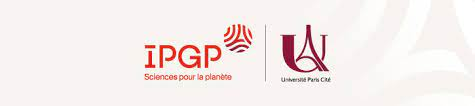 IPGP
Sciences pour la planète
Université Paris Cité